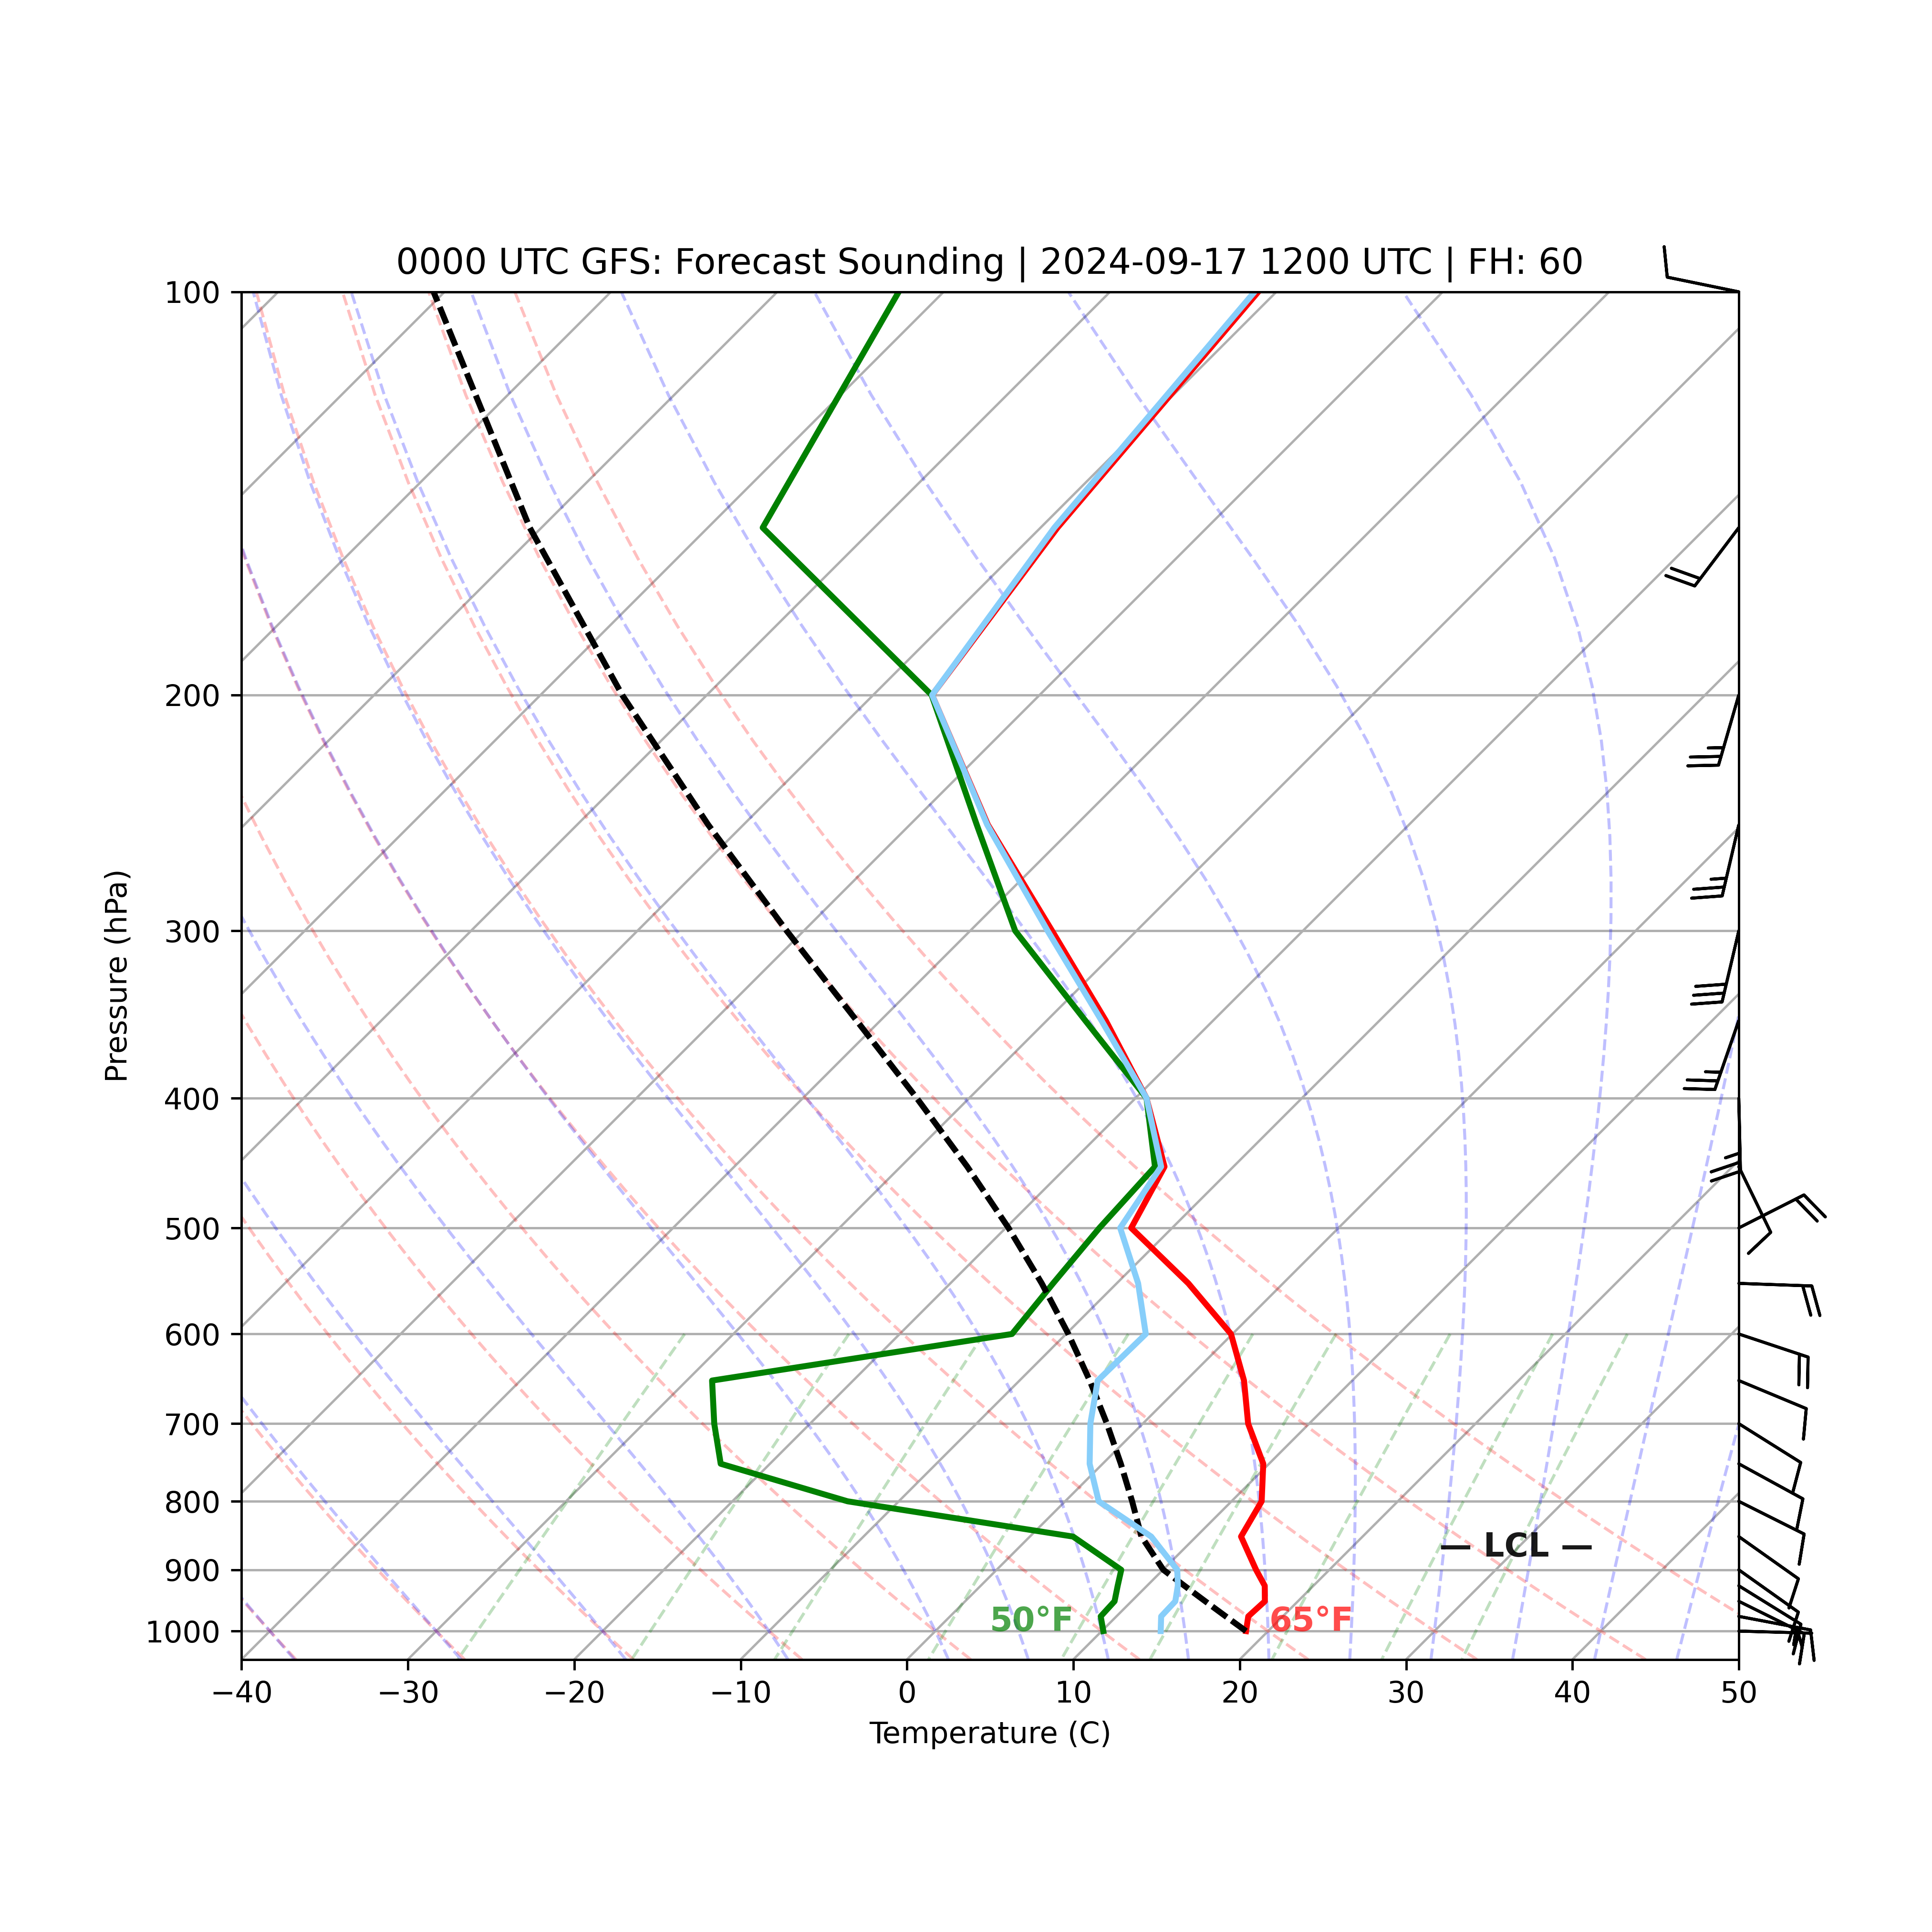 0000 UTC GFS: Forecast Sounding | 2024-09-17 1200 UTC | FH: 60
100
200
300
400
500
600
700
800
900
1000
Pressure (hPa)
— LCL —
50°F
65°F
−40 −30 −20 −10 0 10 20 30 40 50
Temperature (C)